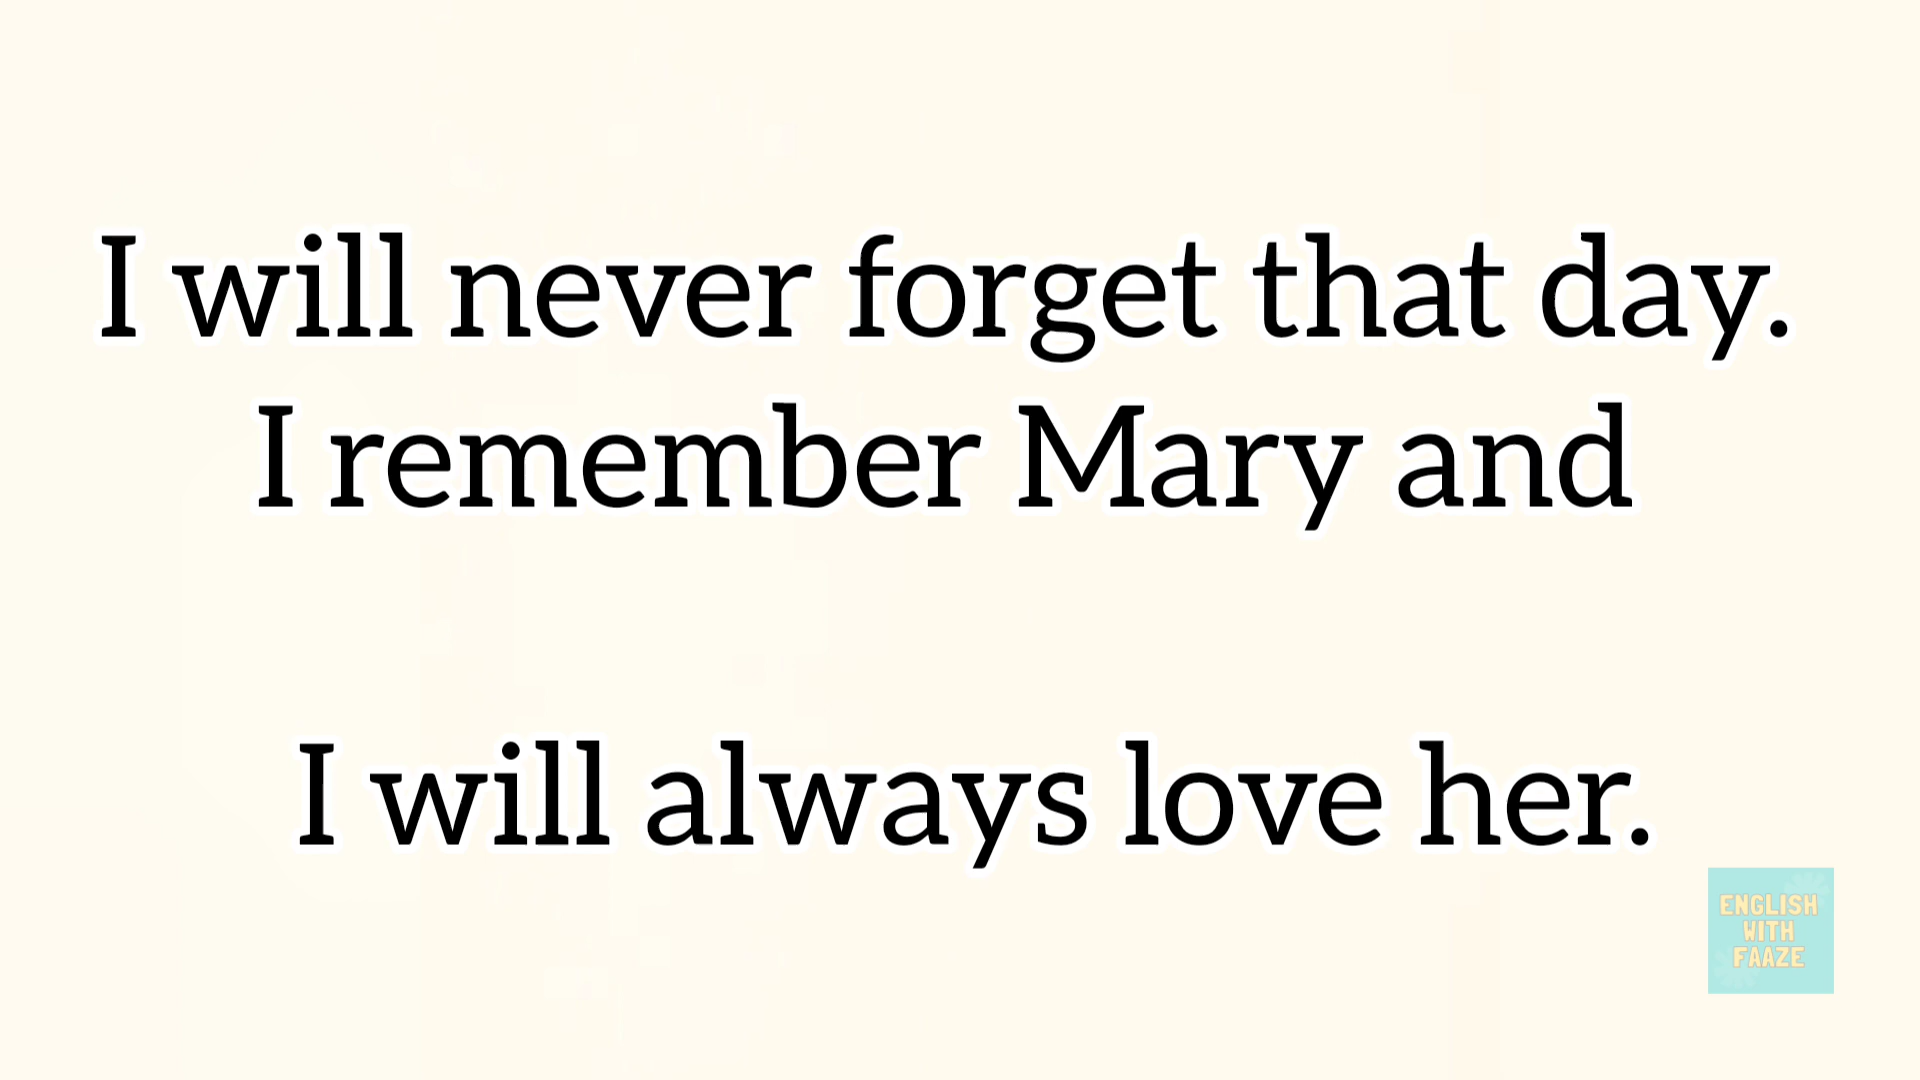 I will never forget that day.
I remember Mary and
I will always love her.
ENGLISH
WITH
FAAZE